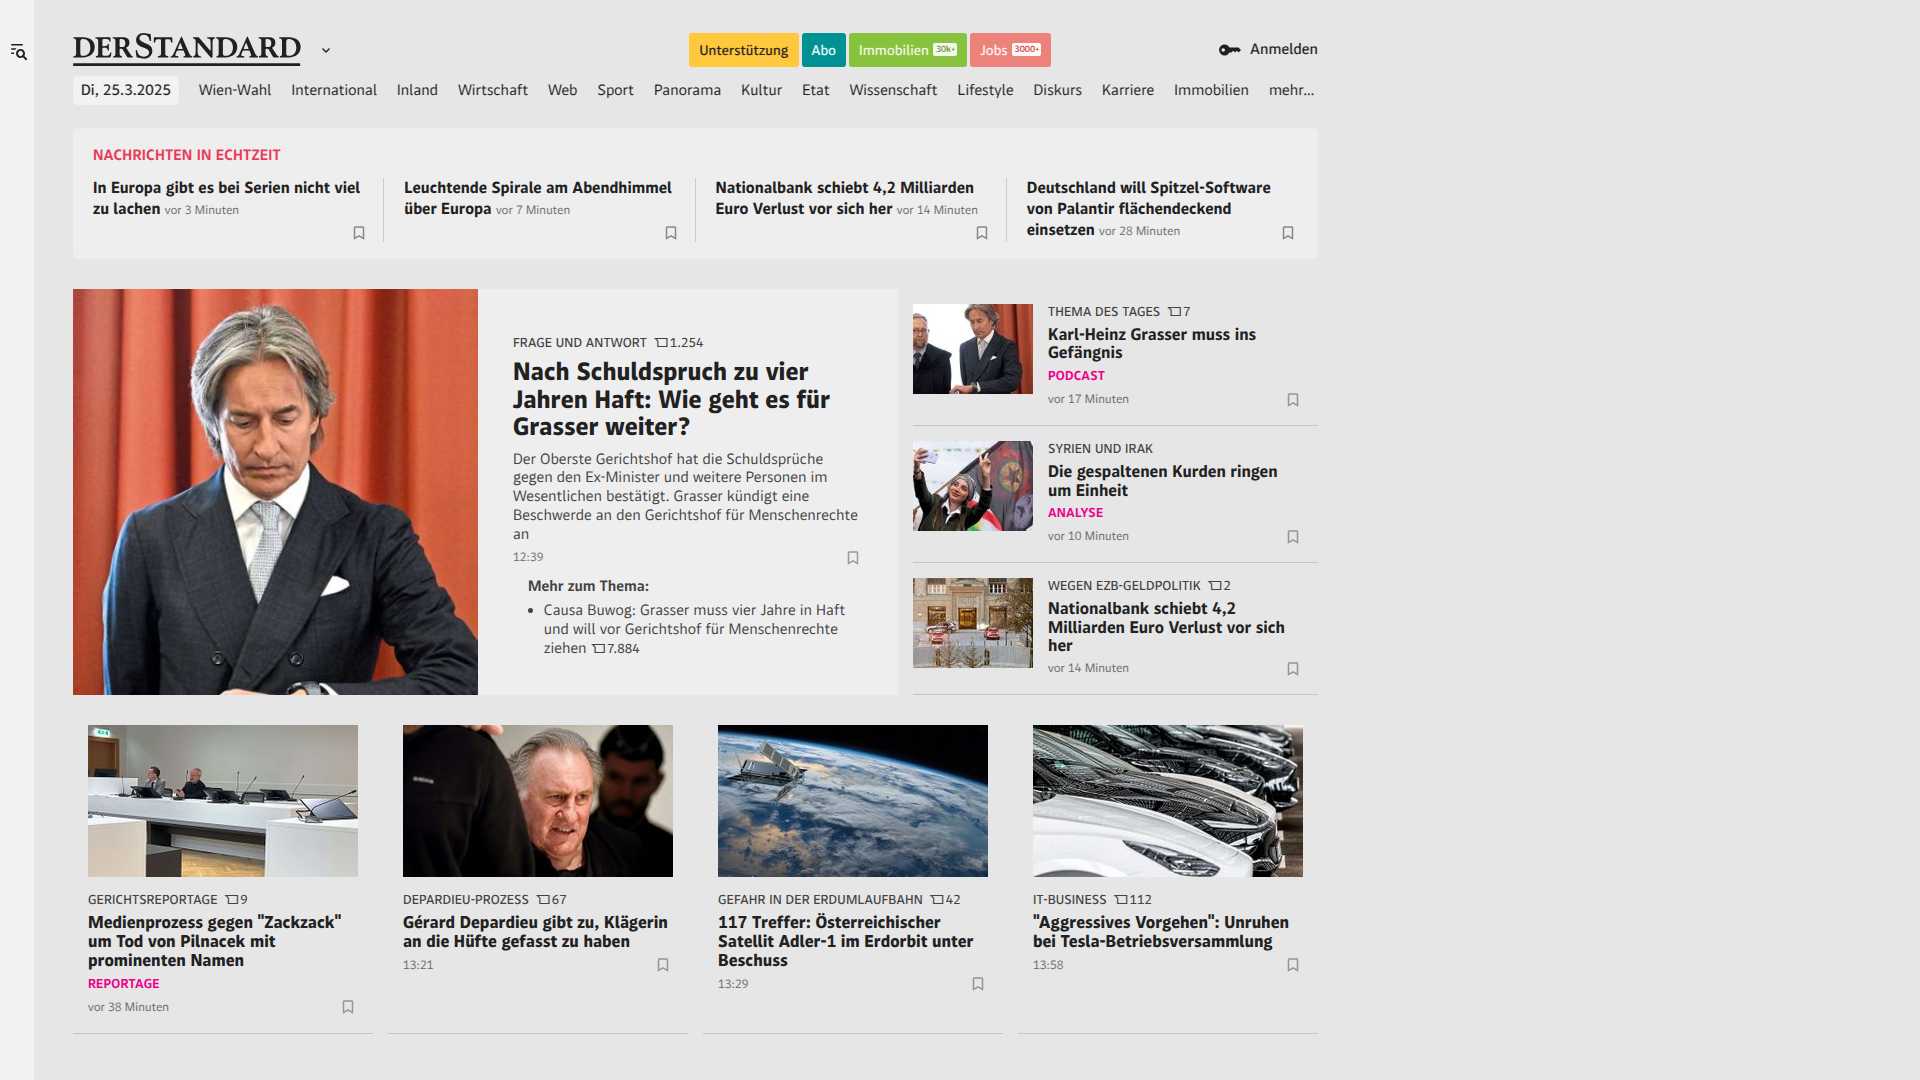 DERSTANDARD
Unterstützung
Abo
Immobilien 30k+
Jobs 3000+
Anmelden
Di, 25.3.2025
Wien-Wahl
International
Inland
Wirtschaft
Web
Sport
Panorama
Kultur
Etat
Wissenschaft
Lifestyle
Diskurs
Karriere
Immobilien
mehr...
NACHRICHTEN IN ECHTZEIT
In Europa gibt es bei Serien nicht viel
zu lachen vor 3 Minuten
Leuchtende Spirale am Abendhimmel
über Europa vor 7 Minuten
Nationalbank schiebt 4,2 Milliarden
Euro Verlust vor sich her vor 14 Minuten
Deutschland will Spitzel-Software
von Palantir flächendeckend
einsetzen vor 28 Minuten
FRAGE UND ANTWORT 1.254
Nach Schuldspruch zu vier
Jahren Haft: Wie geht es für
Grasser weiter?
Der Oberste Gerichtshof hat die Schuldsprüche
gegen den Ex-Minister und weitere Personen im
Wesentlichen bestätigt. Grasser kündigt eine
Beschwerde an den Gerichtshof für Menschenrechte
an
12:39
Mehr zum Thema:
• Causa Buwog: Grasser muss vier Jahre in Haft
und will vor Gerichtshof für Menschenrechte
ziehen 7.884
THEMA DES TAGES 7
Karl-Heinz Grasser muss ins
Gefängnis
PODCAST
vor 17 Minuten
SYRIEN UND IRAK
Die gespaltenen Kurden ringen
um Einheit
ANALYSE
vor 10 Minuten
WEGEN EZB-GELDPOLITIK 2
Nationalbank schiebt 4,2
Milliarden Euro Verlust vor sich
her
vor 14 Minuten
GERICHTSREPORTAGE 9
Medienprozess gegen "Zackzack"
um Tod von Pilnacek mit
prominenten Namen
REPORTAGE
vor 38 Minuten
DEPARDIEU-PROZESS 67
Gérard Depardieu gibt zu, Klägerin
an die Hüfte gefasst zu haben
13:21
GEFAHR IN DER ERDUMLAUFBAHN 42
117 Treffer: Österreichischer
Satellit Adler-1 im Erdorbit unter
Beschuss
13:29
IT-BUSINESS 112
"Aggressives Vorgehen": Unruhen
bei Tesla-Betriebsversammlung
13:58